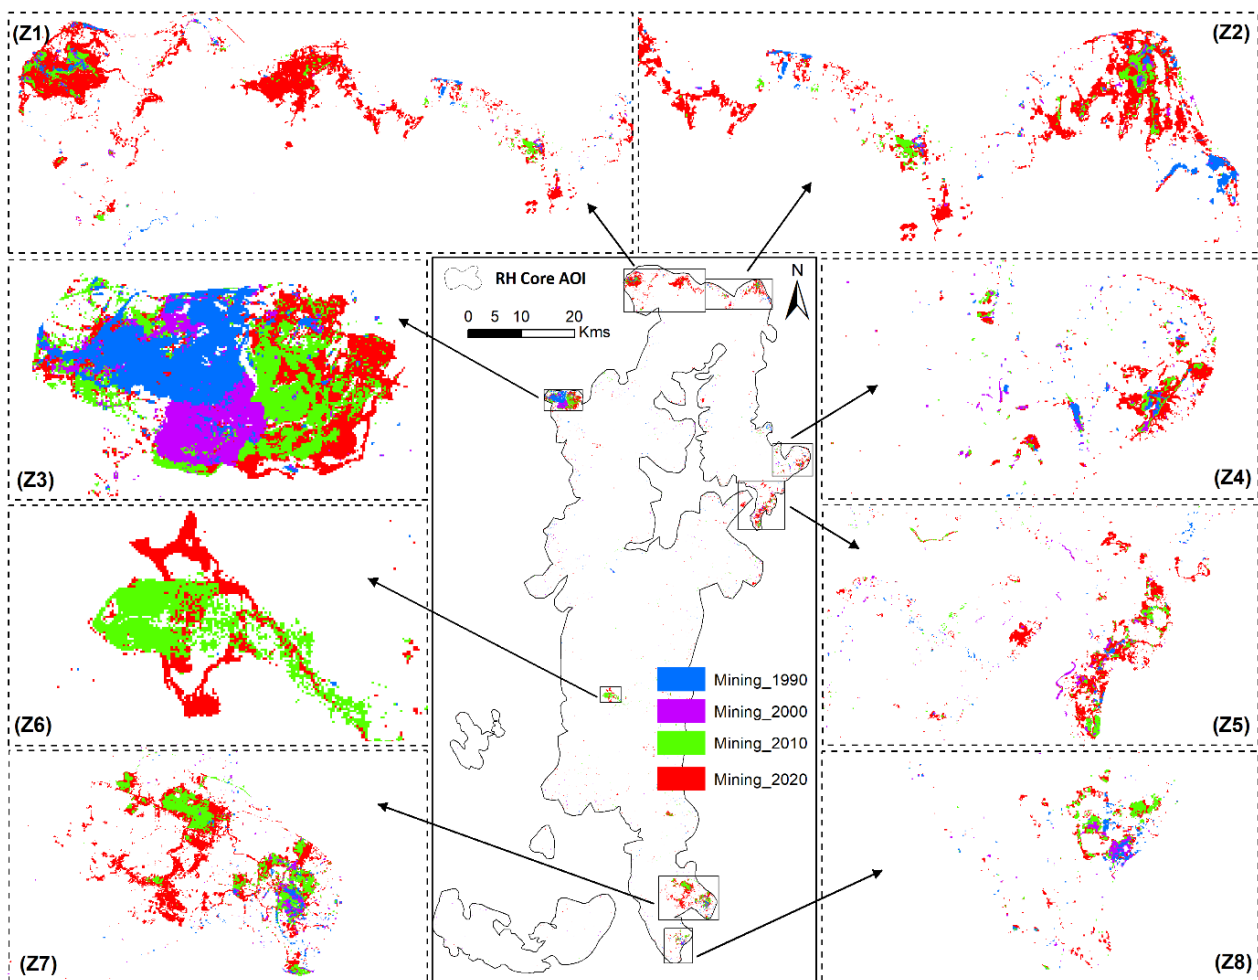 (Z1)
(Z2)
RH Core AOI
N
0 5 10 20
Kms
(Z3)
(Z4)
(Z6)
Mining_1990
Mining_2000
Mining_2010
Mining_2020
(Z5)
(Z7)
(Z8)